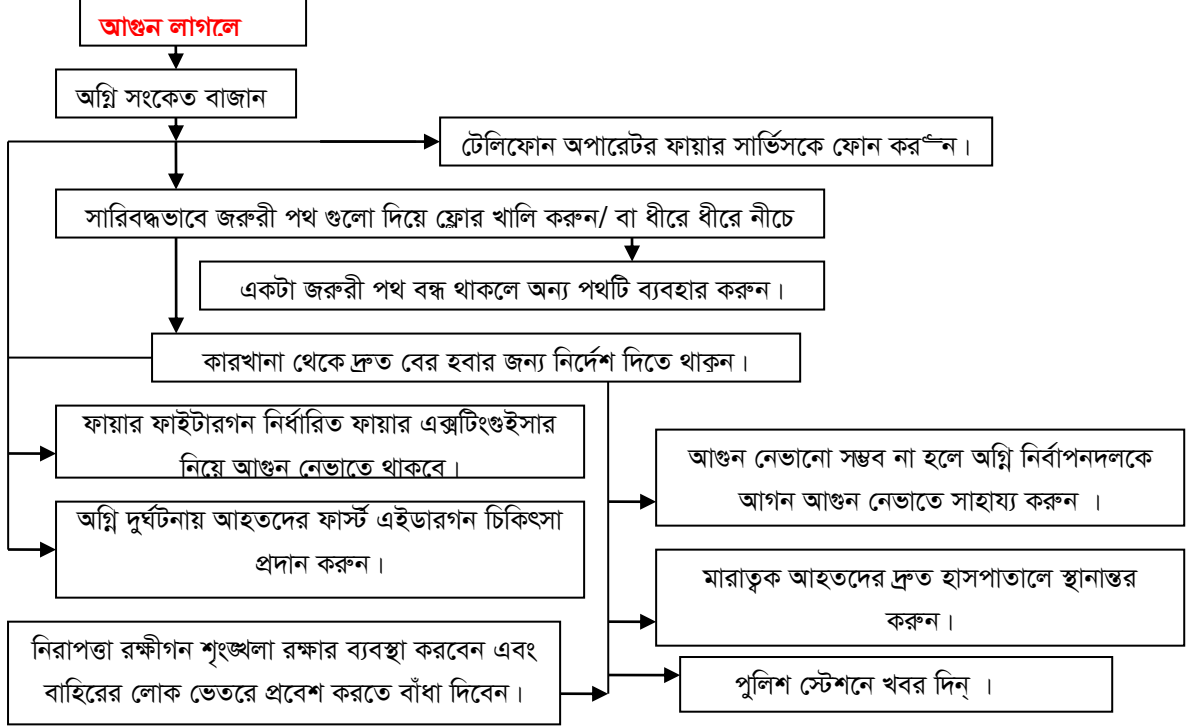 আগুন লাগলে
অগ্নি সংকেত বাজান
টেলিফোন অপারেটর ফায়ার সার্ভিসকে ফোন করুন।
সারিবদ্ধভাবে জরুরী পথ গুলো দিয়ে ফ্লোর খালি করুন/ বা ধীরে ধীরে নীচে
একটা জরুরী পথ বন্ধ থাকলে অন্য পথটি ব্যবহার করুন।
কারখানা থেকে দ্রুত বের হবার জন্য নির্দেশ দিতে থাকুন।
ফায়ার ফাইটারগন নির্ধারিত ফায়ার এক্সটিংগুইসার
নিয়ে আগুন নেভাতে থাকবে।
আগুন নেভানো সম্ভব না হলে অগ্নি নির্বাপনদলকে
আগন আগুন নেভাতে সাহায্য করুন ।
অগ্নি দুর্ঘটনায় আহতদের ফার্স্ট এইডারগন চিকিৎসা
প্রদান করুন।
মারাত্বক আহতদের দ্রুত হাসপাতালে স্থানান্তর
করুন।
নিরাপত্তা রক্ষীগন শৃংঙ্খলা রক্ষার ব্যবস্থা করবেন এবং
বাহিরের লোক ভেতরে প্রবেশ করতে বাঁধা দিবেন।
পুলিশ স্টেশনে খবর দিন্ ।